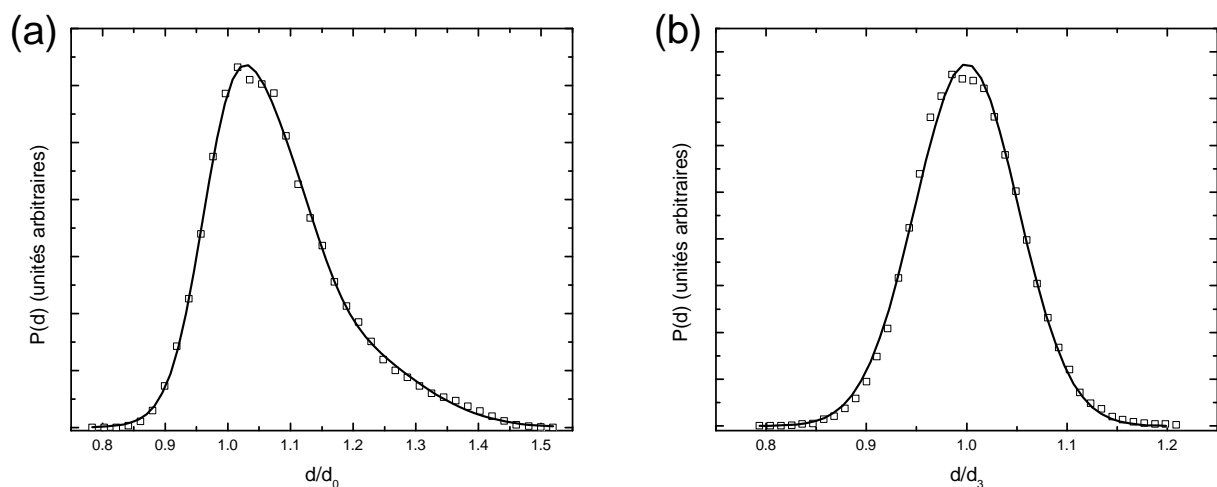 (a)
P(d) (unités arbitraires)
0.8 0.9 1.0 1.1 1.2 1.3 1.4 1.5
d/d₀
(b)
P(d) (unités arbitraires)
0.8 0.9 1.0 1.1 1.2
d/d₃